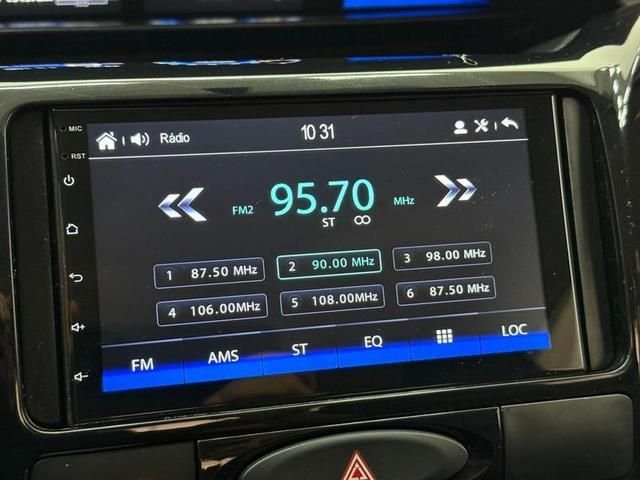 MIC
RST
Rádio
10 31
FM2 95.70 MHz
ST
1 87.50 MHz
2 90.00 MHz
3 98.00 MHz
4 106.00MHz
5 108.00MHz
6 87.50 MHz
FM AMS ST EQ LOC